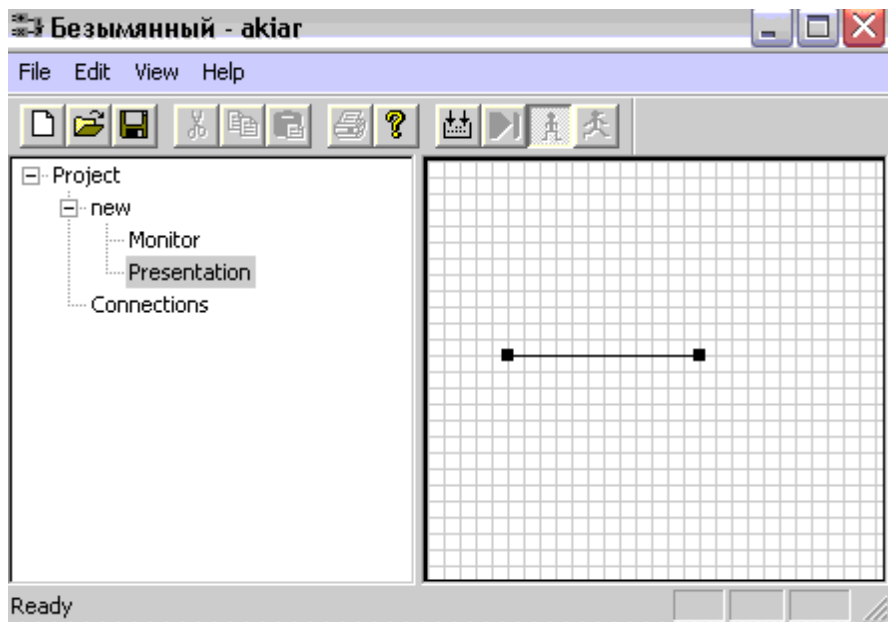 Безымянный - akiar
File Edit View Help
Project
new
Monitor
Presentation
Connections
Ready